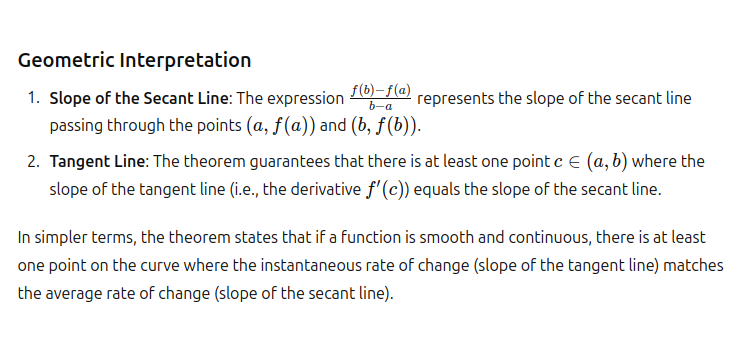 Geometric Interpretation
1. Slope of the Secant Line: The expression $\frac{f(b)-f(a)}{b-a}$ represents the slope of the secant line
passing through the points $(a, f(a))$ and $(b, f(b))$.
2. Tangent Line: The theorem guarantees that there is at least one point $c \in (a, b)$ where the
slope of the tangent line (i.e., the derivative $f'(c)$) equals the slope of the secant line.
In simpler terms, the theorem states that if a function is smooth and continuous, there is at least
one point on the curve where the instantaneous rate of change (slope of the tangent line) matches
the average rate of change (slope of the secant line).